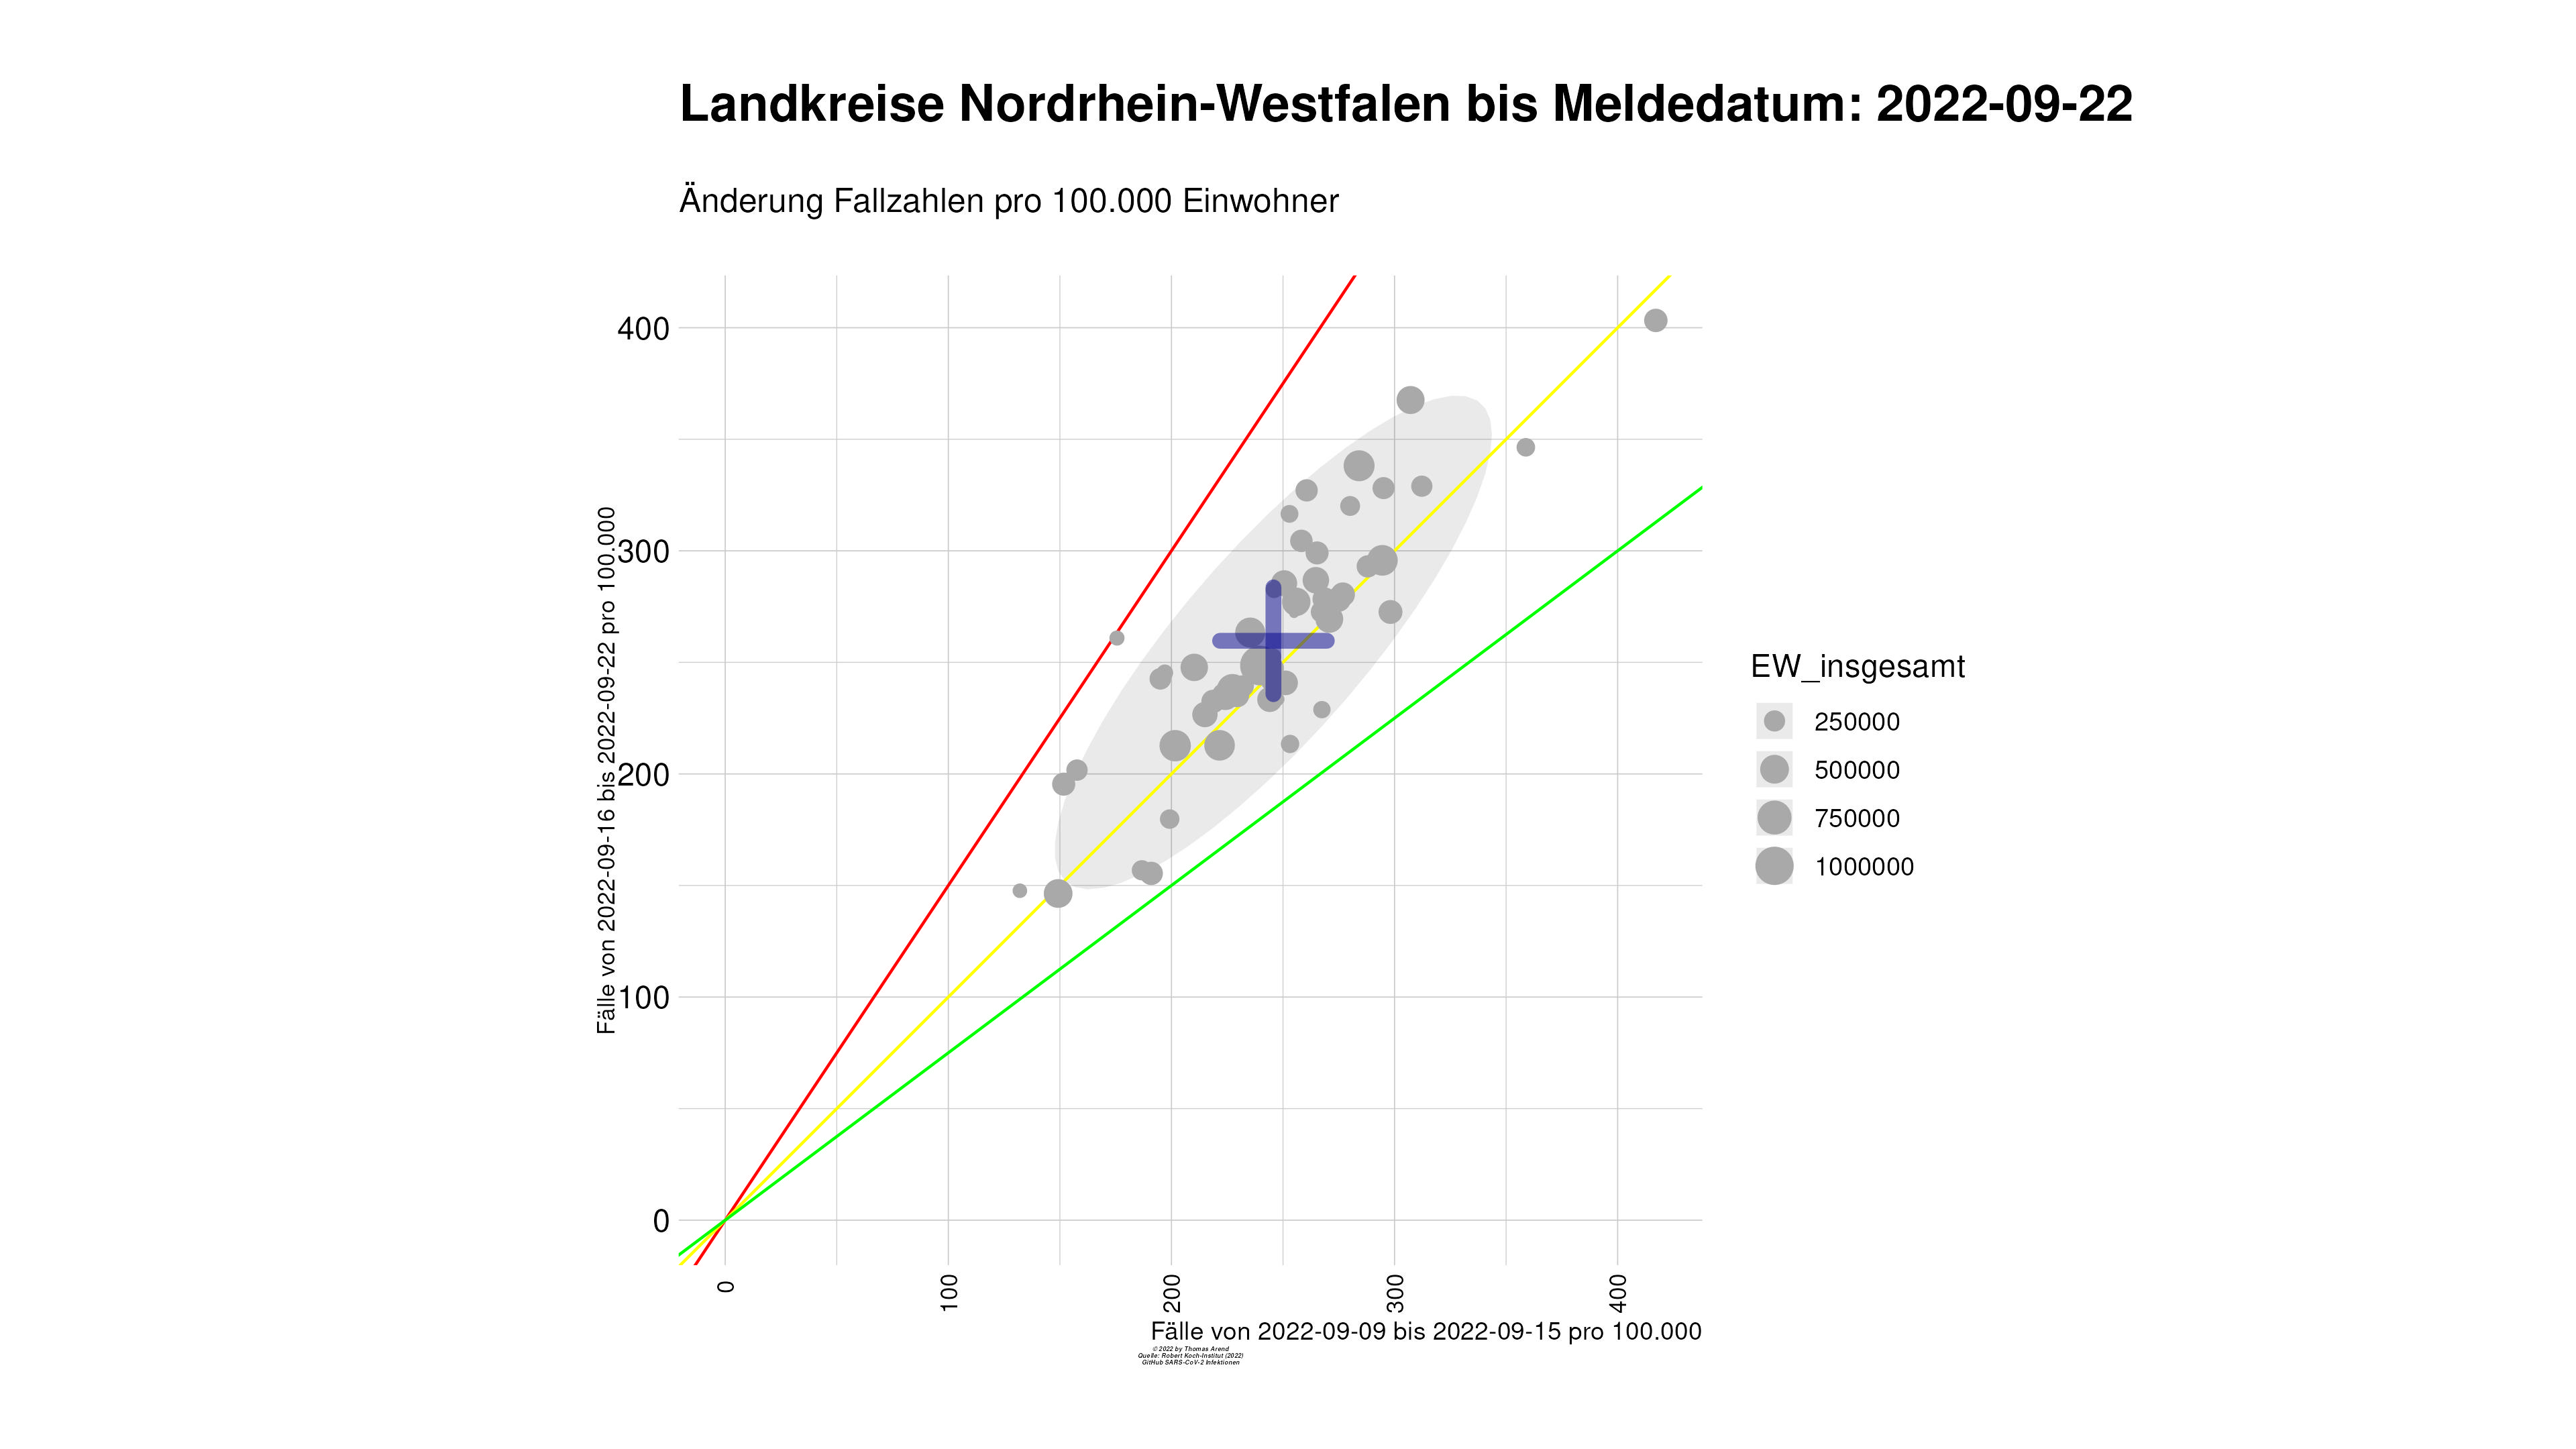 Landkreise Nordrhein-Westfalen bis Meldedatum: 2022-09-22
Änderung Fallzahlen pro 100.000 Einwohner
Fälle von 2022-09-16 bis 2022-09-22 pro 100.000
400
300
200
100
0
0
100
200
300
400
Fälle von 2022-09-09 bis 2022-09-15 pro 100.000
© 2022 by Thomas Arend
Quelle: Robert Koch-Institut (2022)
GitHub SARS-CoV-2 Infektionen
EW_insgesamt
250000
500000
750000
1000000